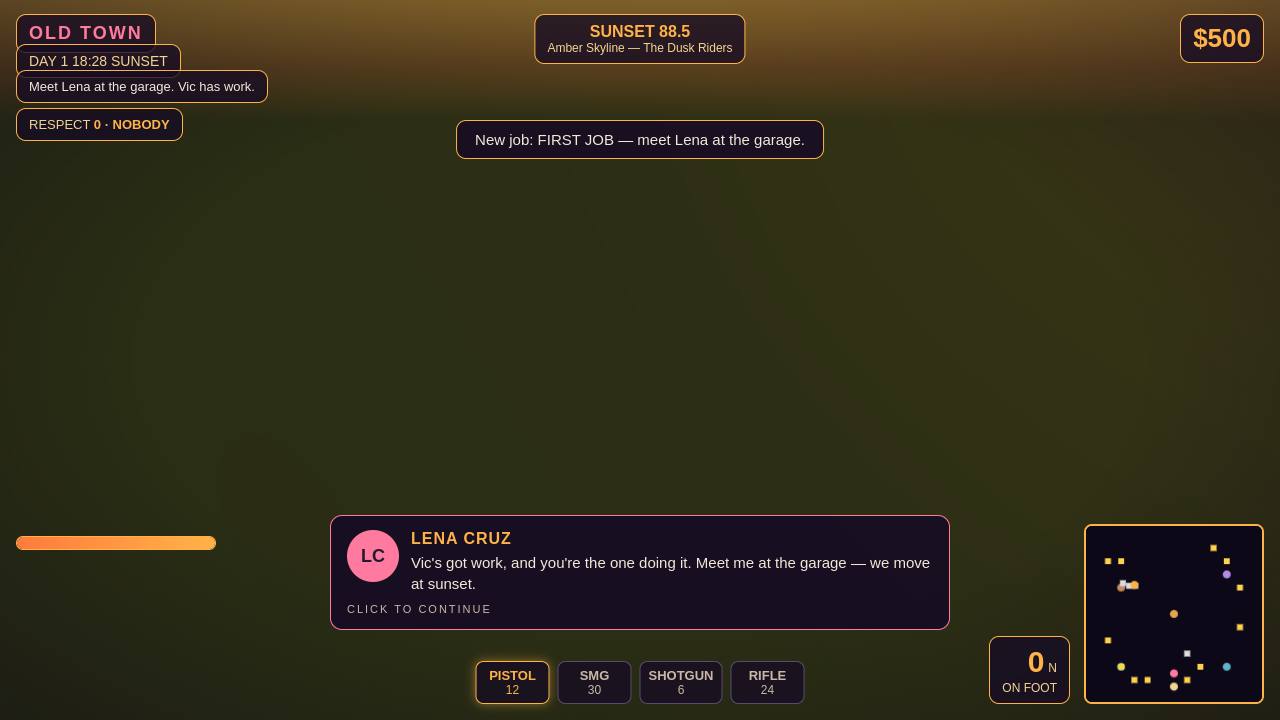 OLD TOWN
DAY 1 18:28 SUNSET
Meet Lena at the garage. Vic has work.
RESPECT 0 · NOBODY
SUNSET 88.5
Amber Skyline — The Dusk Riders
$500
New job: FIRST JOB — meet Lena at the garage.
LC
LENA CRUZ
Vic's got work, and you're the one doing it. Meet me at the garage — we move
at sunset.
CLICK TO CONTINUE
PISTOL
12
SMG
30
SHOTGUN
6
RIFLE
24
0 N
ON FOOT